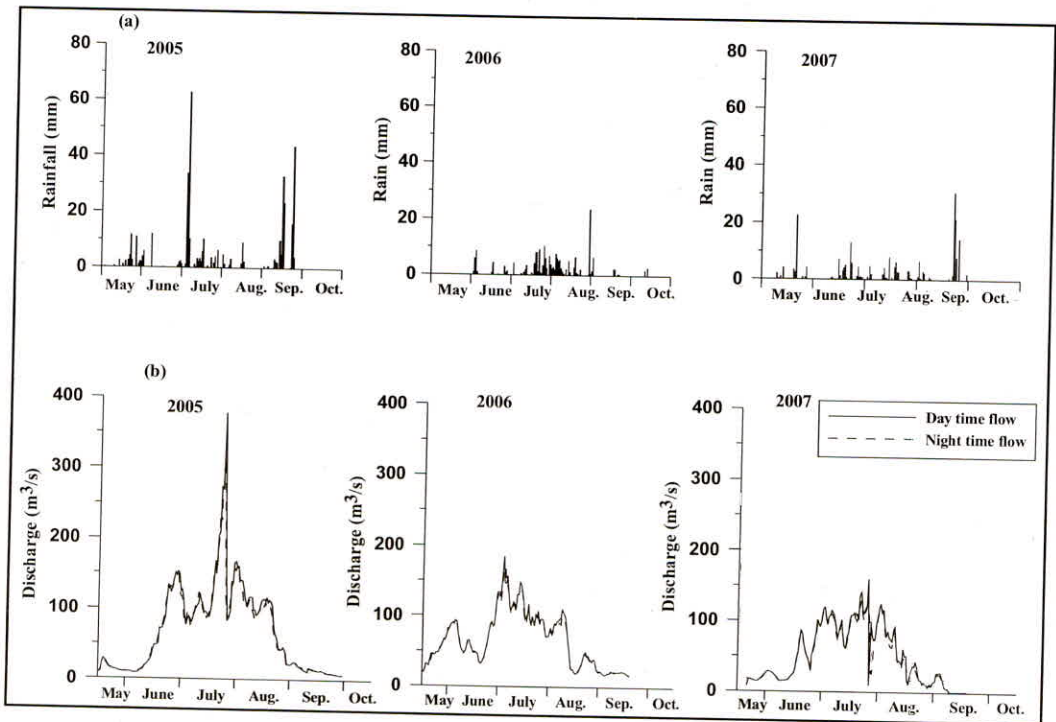 (a)
2005
2006
2007
80
60
40
20
0
Rainfall (mm)
May June July Aug. Sep. Oct.
80
60
40
20
0
Rain (mm)
May June July Aug. Sep. Oct.
80
60
40
20
0
Rain (mm)
May June July Aug. Sep. Oct.
(b)
2005
2006
2007
400
300
200
100
0
Discharge (m³/s)
May June July Aug. Sep. Oct.
400
300
200
100
0
Discharge (m³/s)
May June July Aug. Sep. Oct.
400
300
200
100
0
Discharge (m³/s)
May June July Aug. Sep. Oct.
Day time flow
Night time flow